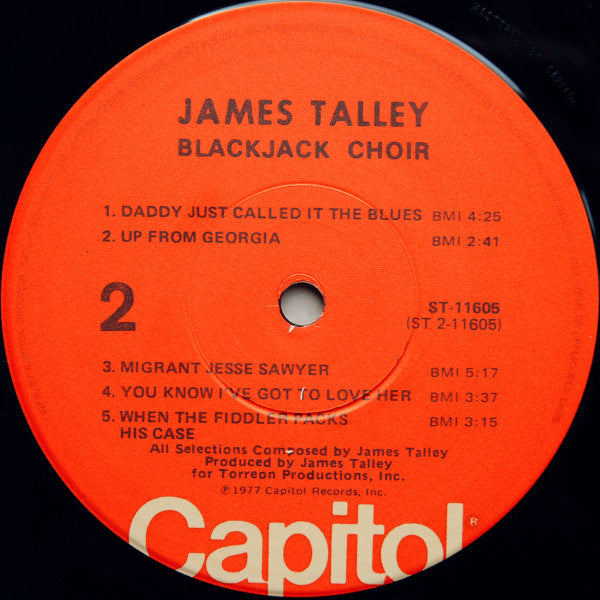 JAMES TALLEY
BLACKJACK CHOIR
1. DADDY JUST CALLED IT THE BLUES BMI 4:25
2. UP FROM GEORGIA BMI 2:41
2
ST-11605
(ST 2-11605)
3. MIGRANT JESSE SAWYER BMI 5:17
4. YOU KNOW I'VE GOT TO LOVE HER BMI 3:37
5. WHEN THE FIDDLER PACKS BMI 3:15
HIS CASE
All Selections Composed by James Talley
Produced by James Talley
for Torreon Productions, Inc.
℗1977 Capitol Records, Inc.
Capitol®